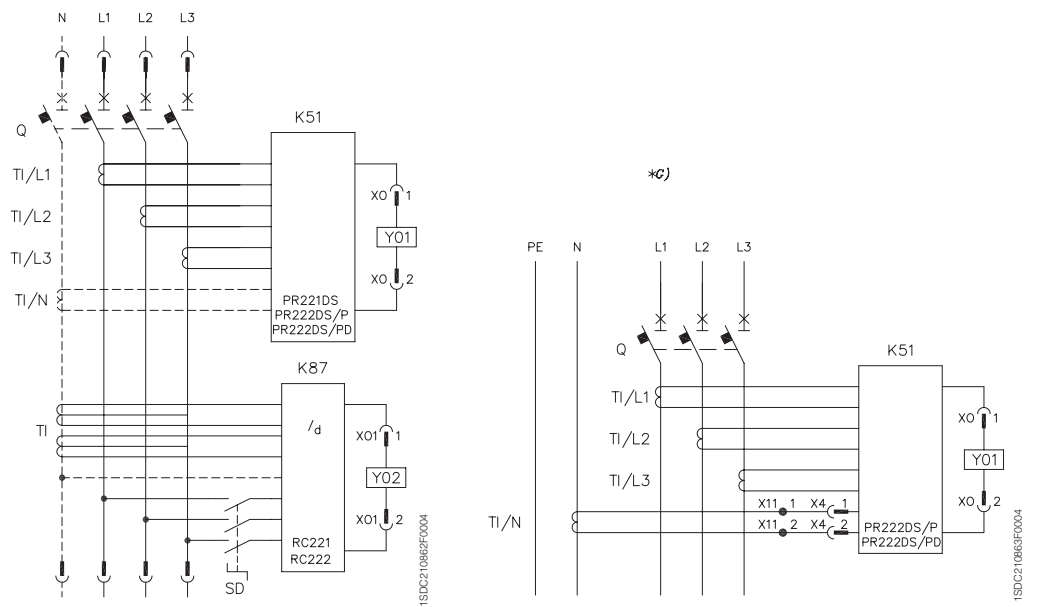 N L1 L2 L3
K51
Q
TI/L1
X0 1
TI/L2
Y01
TI/L3
X0 2
TI/N
PR221DS
PR222DS/P
PR222DS/PD
K87
/d
TI
X01 1
Y02
X01 2
RC221
RC222
SD
1SDC210862F0004
*G)
PE N L1 L2 L3
Q
K51
TI/L1
X0 1
TI/L2
Y01
TI/L3
X0 2
X11 1 X4 1
TI/N
X11 2 X4 2
PR222DS/P
PR222DS/PD
1SDC210863F0004